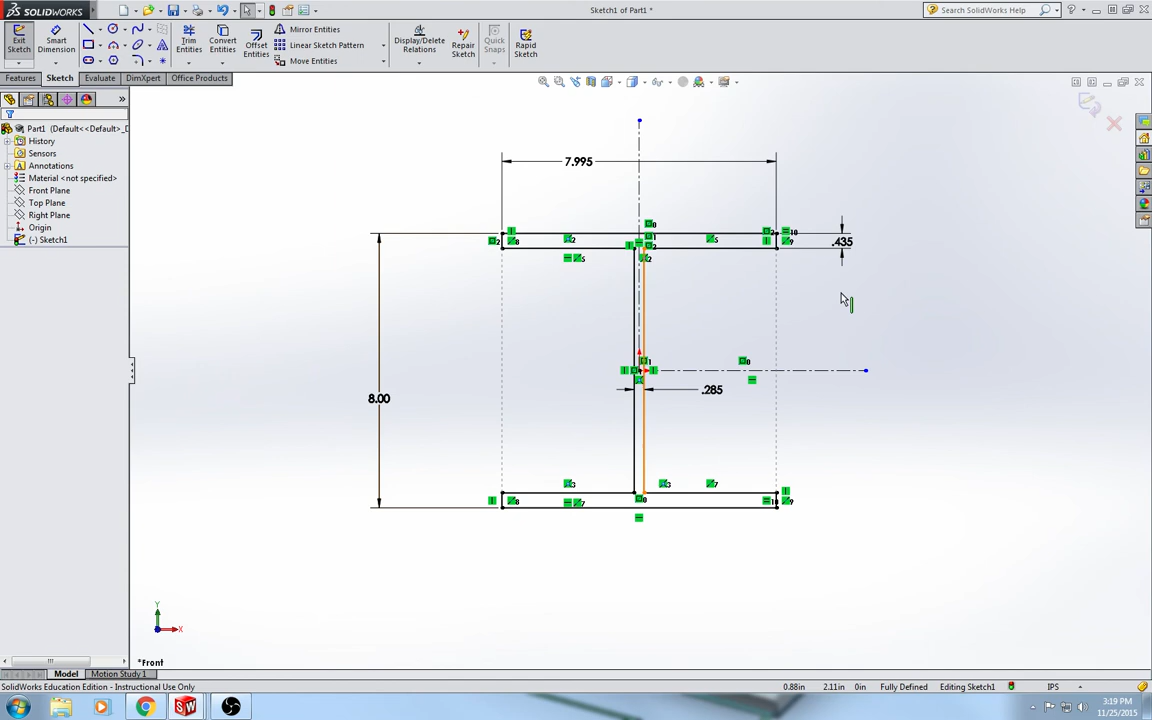 SOLIDWORKS
Sketch1 of Part1 *
Search SolidWorks Help
Exit Sketch
Smart Dimension
Trim Entities
Convert Entities
Offset Entities
Mirror Entities
Linear Sketch Pattern
Move Entities
Display/Delete Relations
Repair Sketch
Quick Snaps
Rapid Sketch
Features
Sketch
Evaluate
DimXpert
Office Products
Part1 (Default<<Default>_D
History
Sensors
Annotations
Material <not specified>
Front Plane
Top Plane
Right Plane
Origin
(-) Sketch1
7.995
.435
8.00
.285
Y
X
*Front
Model
Motion Study 1
SolidWorks Education Edition - Instructional Use Only
0.88in
2.11in
0in
Fully Defined
Editing Sketch1
IPS
3:19 PM
11/25/2015